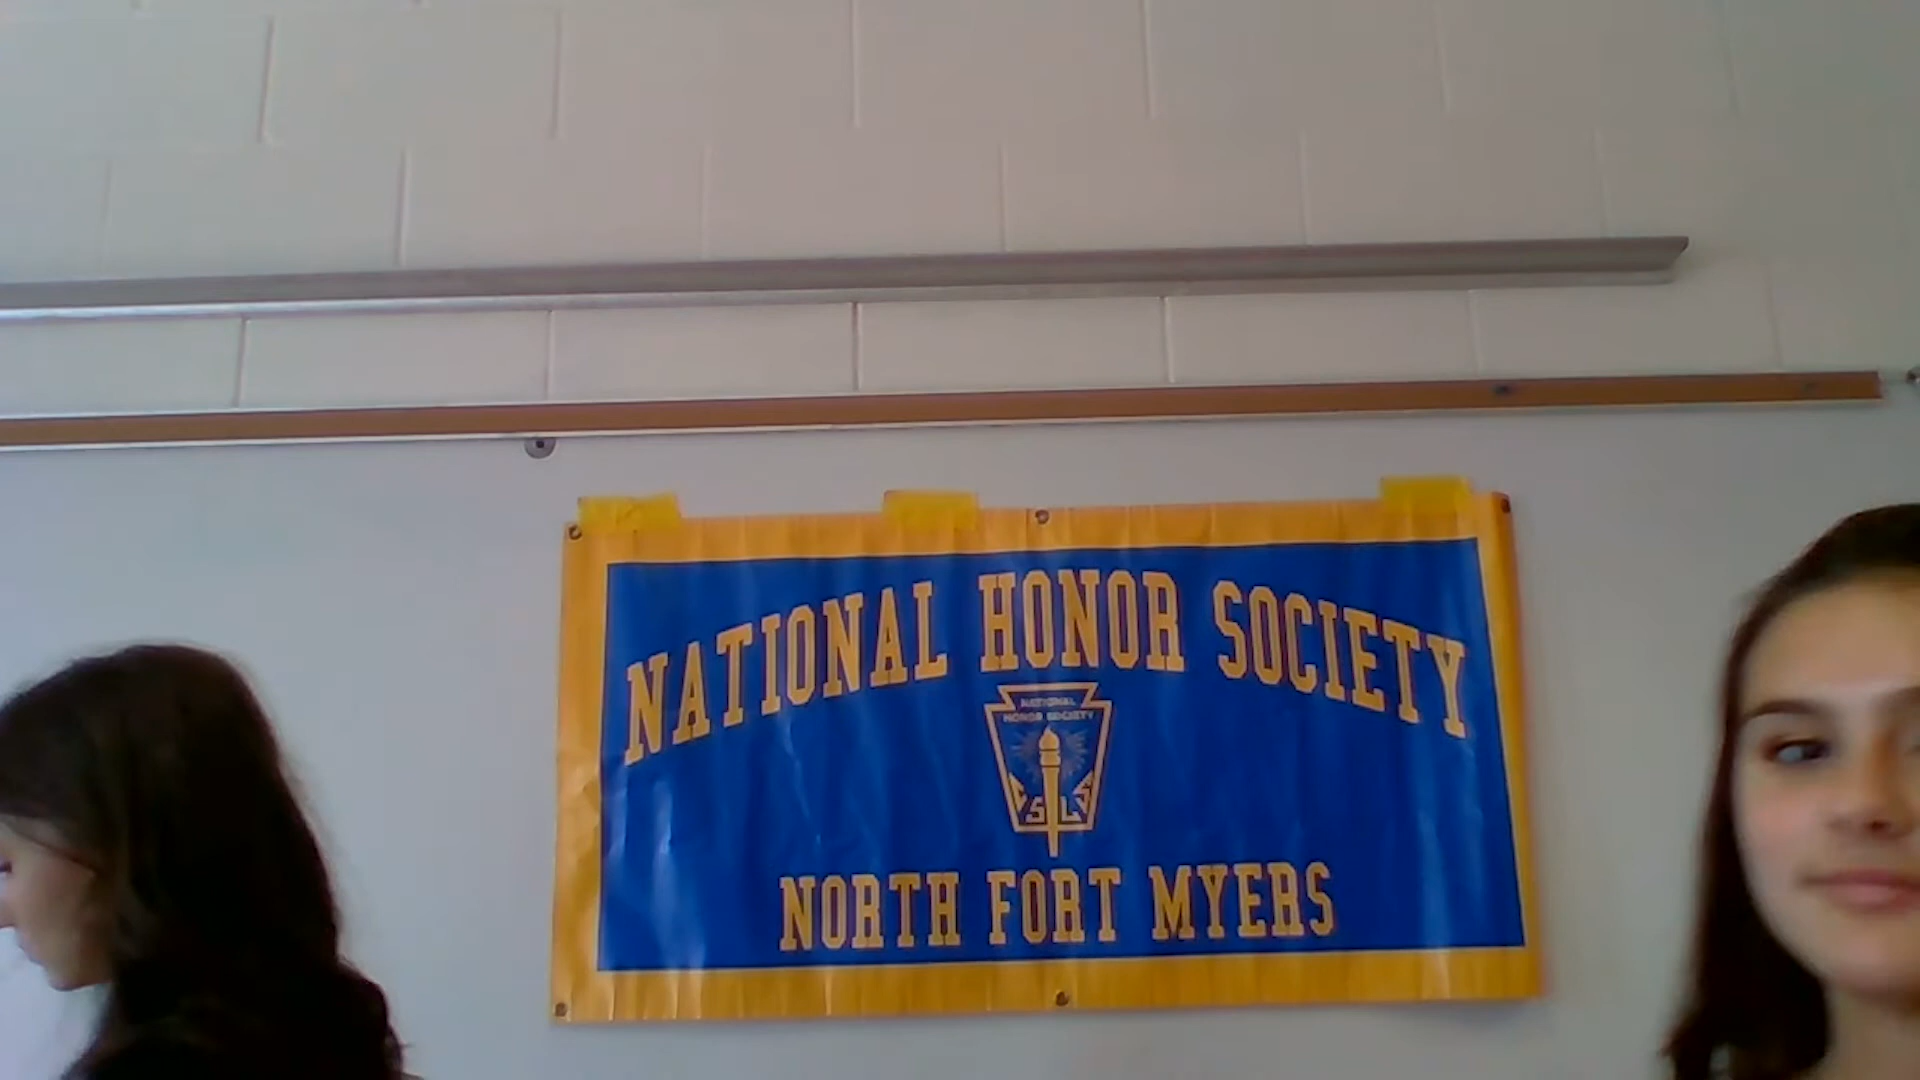 NATIONAL HONOR SOCIETY
NATIONAL
HONOR SOCIETY
C S L S
NORTH FORT MYERS